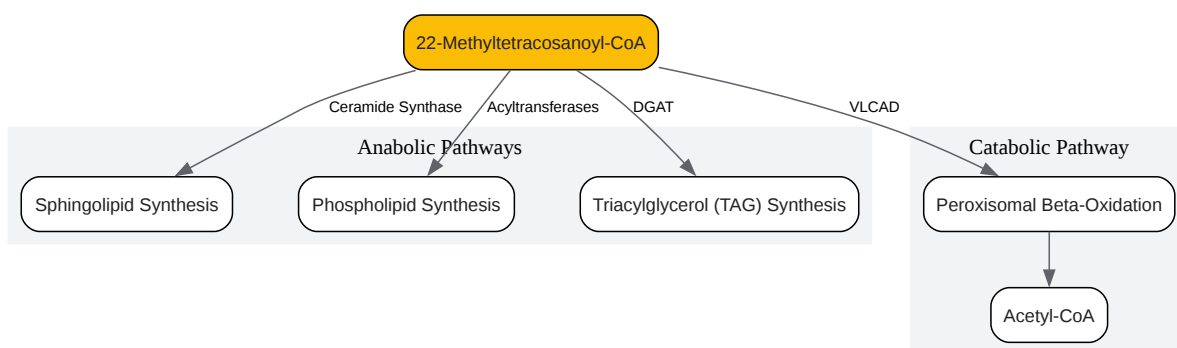 22-Methyltetracosanoyl-CoA
Ceramide Synthase
Acyltransferases
DGAT
VLCAD
Anabolic Pathways
Catabolic Pathway
Sphingolipid Synthesis
Phospholipid Synthesis
Triacylglycerol (TAG) Synthesis
Peroxisomal Beta-Oxidation
Acetyl-CoA